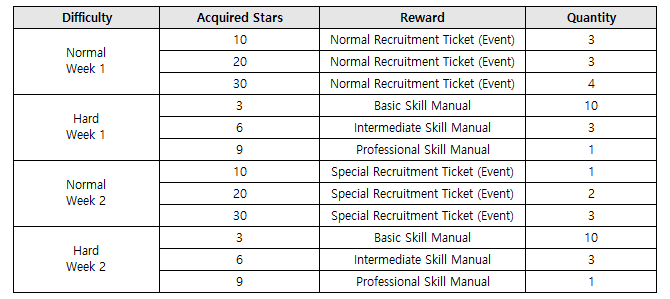 Difficulty Acquired Stars Reward Quantity
Normal
Week 1
10 Normal Recruitment Ticket (Event) 3
20 Normal Recruitment Ticket (Event) 3
30 Normal Recruitment Ticket (Event) 4
Hard
Week 1
3 Basic Skill Manual 10
6 Intermediate Skill Manual 3
9 Professional Skill Manual 1
Normal
Week 2
10 Special Recruitment Ticket (Event) 1
20 Special Recruitment Ticket (Event) 2
30 Special Recruitment Ticket (Event) 3
Hard
Week 2
3 Basic Skill Manual 10
6 Intermediate Skill Manual 3
9 Professional Skill Manual 1